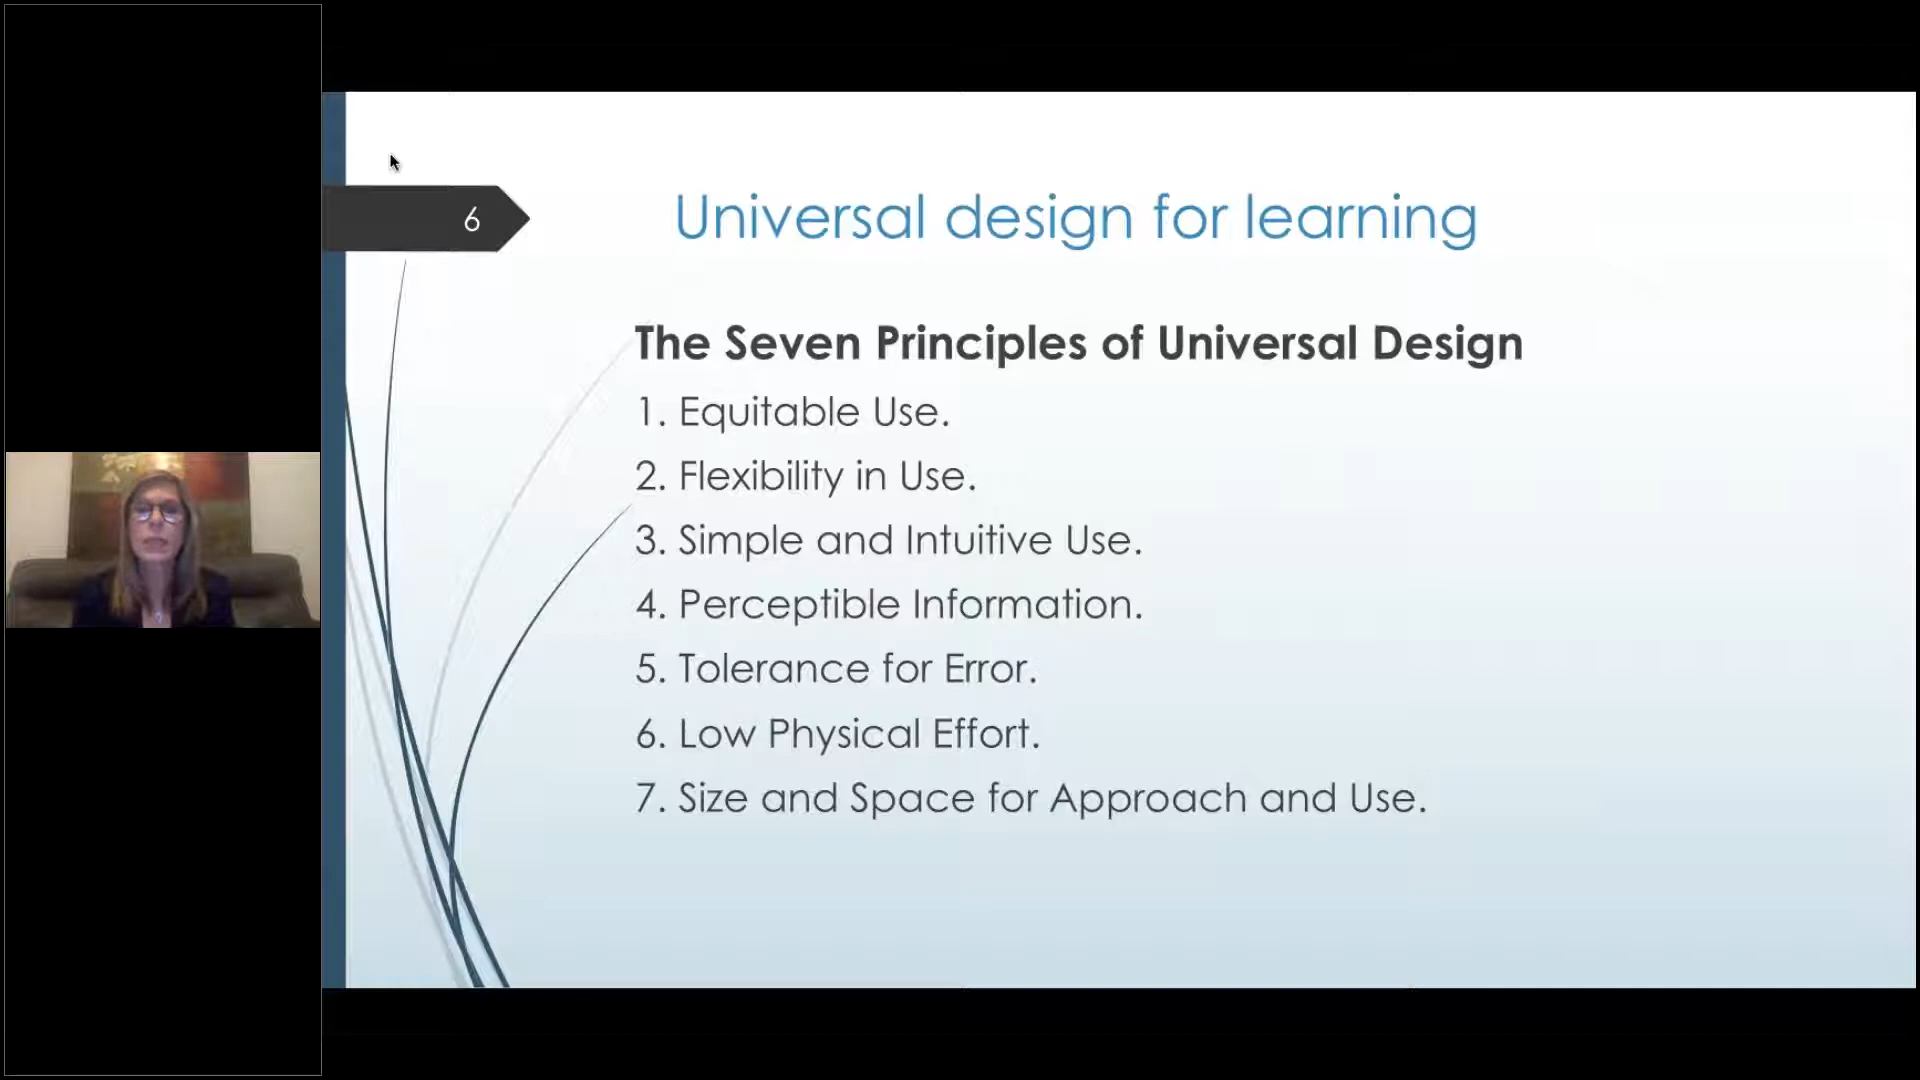 6
Universal design for learning
The Seven Principles of Universal Design
1. Equitable Use.
2. Flexibility in Use.
3. Simple and Intuitive Use.
4. Perceptible Information.
5. Tolerance for Error.
6. Low Physical Effort.
7. Size and Space for Approach and Use.